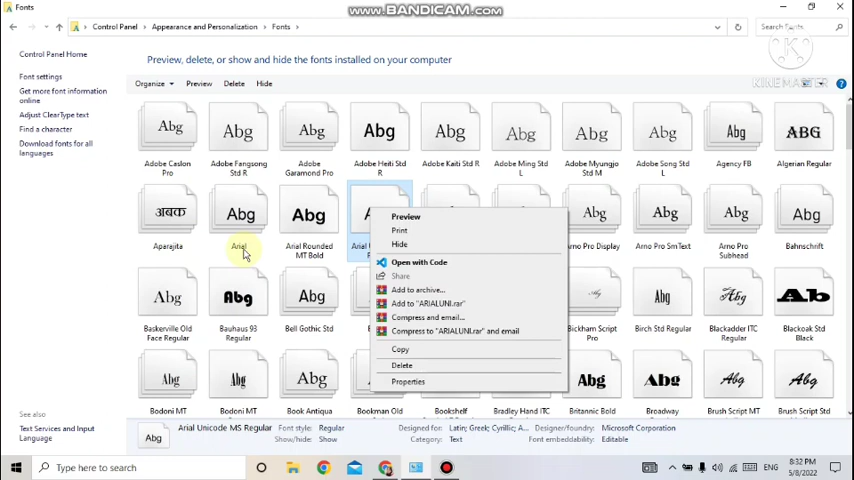 Fonts
www.BANDICAM.com
Control Panel > Appearance and Personalization > Fonts >
Search Fonts
KINEMASTER
Control Panel Home
Font settings
Get more font information
online
Adjust ClearType text
Find a character
Download fonts for all
languages
See also
Text Services and Input
Language
Preview, delete, or show and hide the fonts installed on your computer
Organize Preview Delete Hide
Abg Abg Abg Abg Abg Abg Abg Abg Abg ABG
Adobe Caslon Pro
Adobe Fangsong Std R
Adobe Garamond Pro
Adobe Heiti Std R
Adobe Kaiti Std R
Adobe Ming Std L
Adobe Myungjo Std M
Adobe Song Std L
Agency FB
Algerian Regular
अबक Abg Abg Abg Abg Abg Abg
Aparajita
Arial
Arial Rounded MT Bold
Arial
Arno Pro Display
Arno Pro SmText
Arno Pro Subhead
Bahnschrift
Abg Abg Abg Abg Abg Abg Abg
Baskerville Old Face Regular
Bauhaus 93 Regular
Bell Gothic Std
Bickham Script Pro
Birch Std Regular
Blackadder ITC Regular
Blackoak Std Black
Abg Abg Abg Abg Abg Abg Abg
Bodoni MT
Bodoni MT
Book Antiqua
Bookman Old
Bookshelf
Bradley Hand ITC
Britannic Bold
Broadway
Brush Script MT
Brush Script Std
Preview
Print
Hide
Open with Code
Share
Add to archive...
Add to "ARIALUNI.rar"
Compress and email...
Compress to "ARIALUNI.rar" and email
Copy
Delete
Properties
Abg
Arial Unicode MS Regular
Font style: Regular
Show/hide: Show
Designed for: Latin; Greek; Cyrillic; A...
Category: Text
Designer/foundry: Microsoft Corporation
Font embeddability: Editable
Type here to search
ENG
8:32 PM
5/8/2022